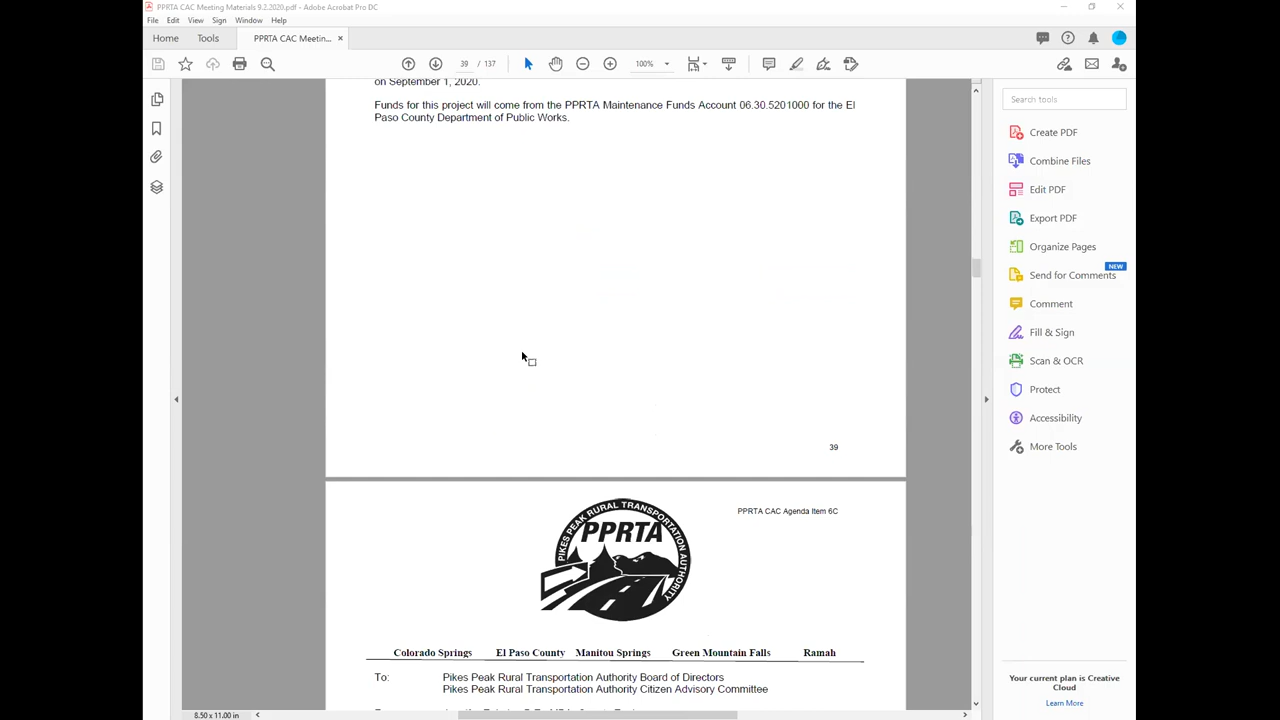 PPRTA CAC Meeting Materials 9.2.2020.pdf - Adobe Acrobat Pro DC
File Edit View Sign Window Help
Home Tools PPRTA CAC Meetin... ×
39 / 137 100%
on September 1, 2020.
Funds for this project will come from the PPRTA Maintenance Funds Account 06.30.5201000 for the El
Paso County Department of Public Works.
39
PPRTA CAC Agenda Item 6C
PIKES PEAK RURAL TRANSPORTATION AUTHORITY
PPRTA
Colorado Springs El Paso County Manitou Springs Green Mountain Falls Ramah
To: Pikes Peak Rural Transportation Authority Board of Directors
Pikes Peak Rural Transportation Authority Citizen Advisory Committee
8.50 x 11.00 in
Search tools
Create PDF
Combine Files
Edit PDF
Export PDF
Organize Pages
NEW
Send for Comments
Comment
Fill & Sign
Scan & OCR
Protect
Accessibility
More Tools
Your current plan is Creative
Cloud
Learn More